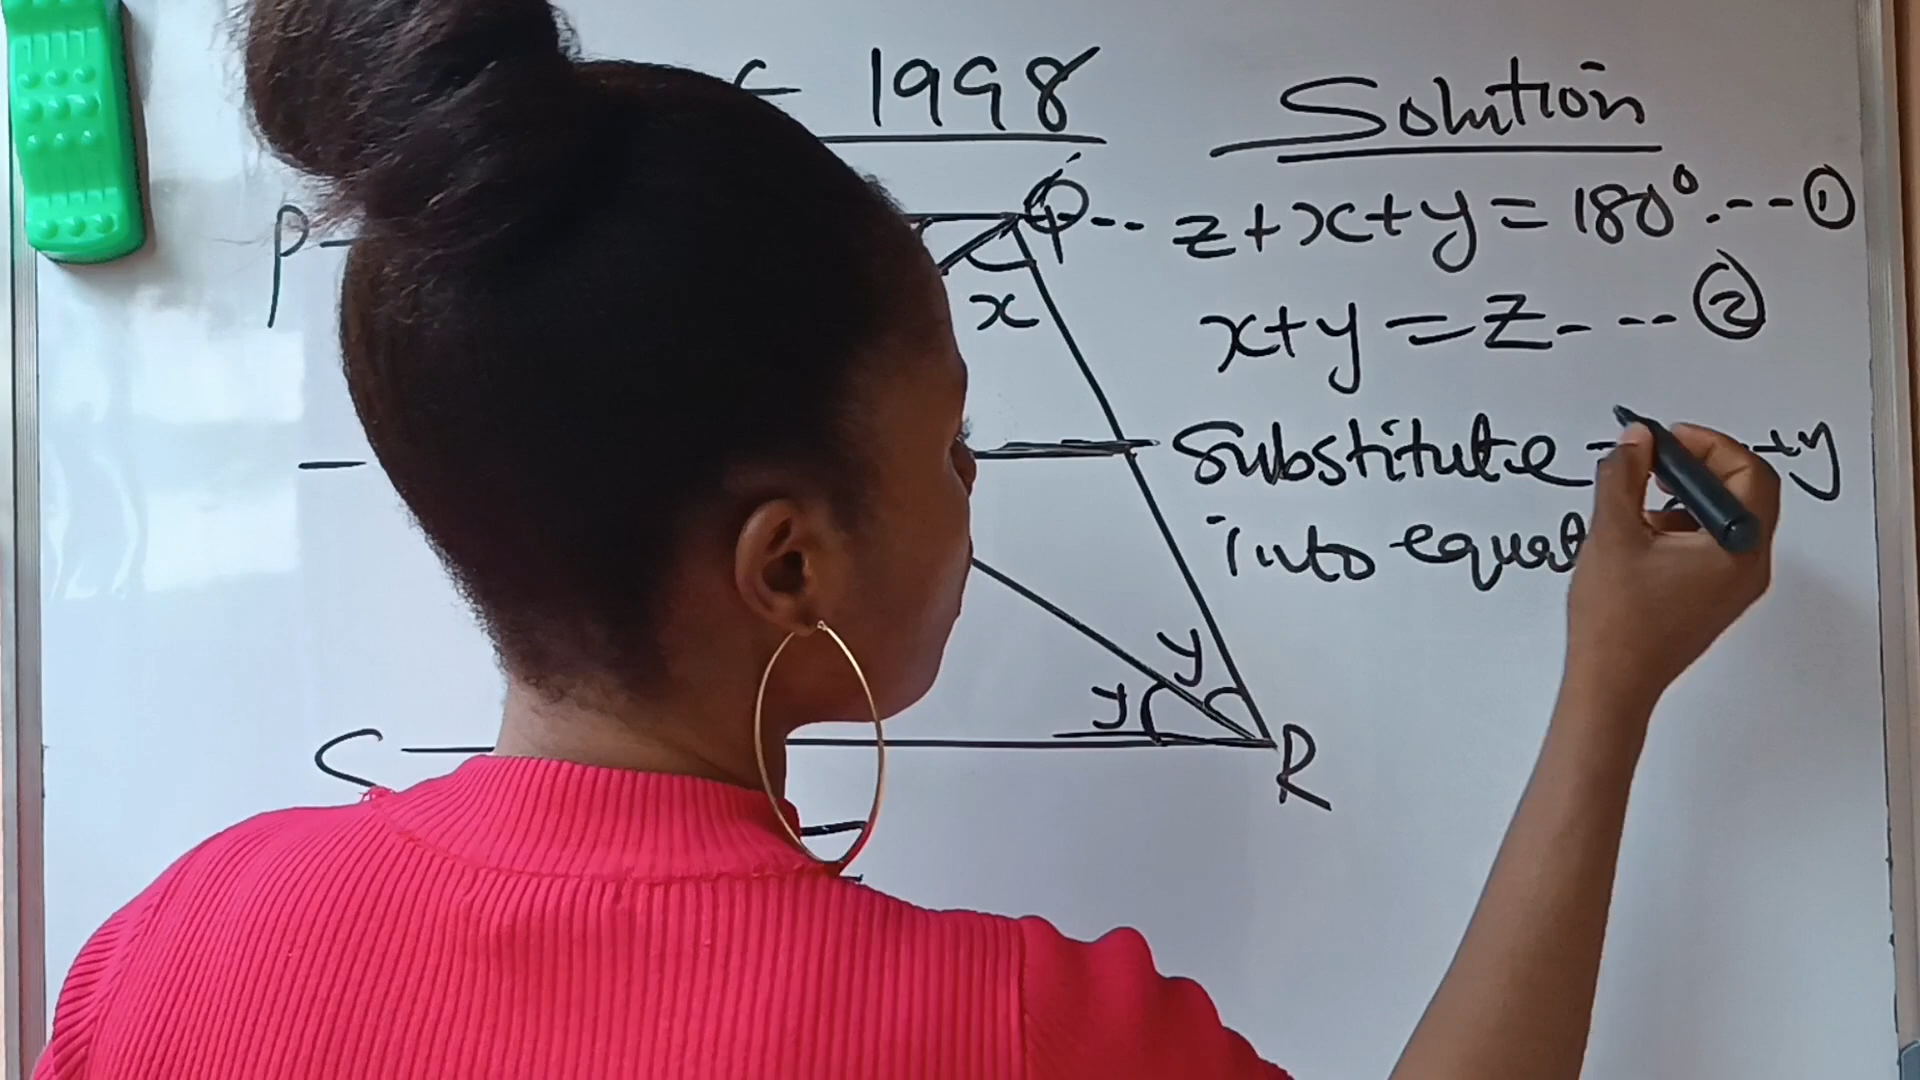 1998
Solution
P
Q
z+x+y=180°.---①
x
x+y=z---②
Substitute
+y
into equat
y
y
S
R